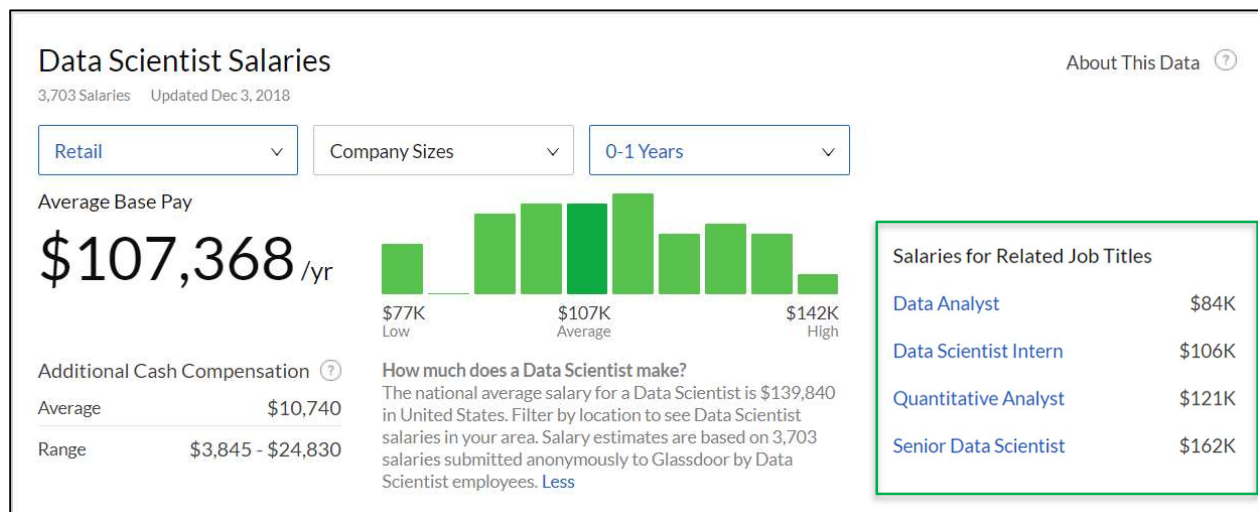 Data Scientist Salaries
About This Data ?
3,703 Salaries Updated Dec 3, 2018
Retail
Company Sizes
0-1 Years
Average Base Pay
$107,368 /yr
$77K
Low
$107K
Average
$142K
High
Additional Cash Compensation ?
Average $10,740
Range $3,845 - $24,830
How much does a Data Scientist make?
The national average salary for a Data Scientist is $139,840
in United States. Filter by location to see Data Scientist
salaries in your area. Salary estimates are based on 3,703
salaries submitted anonymously to Glassdoor by Data
Scientist employees. Less
Salaries for Related Job Titles
Data Analyst $84K
Data Scientist Intern $106K
Quantitative Analyst $121K
Senior Data Scientist $162K